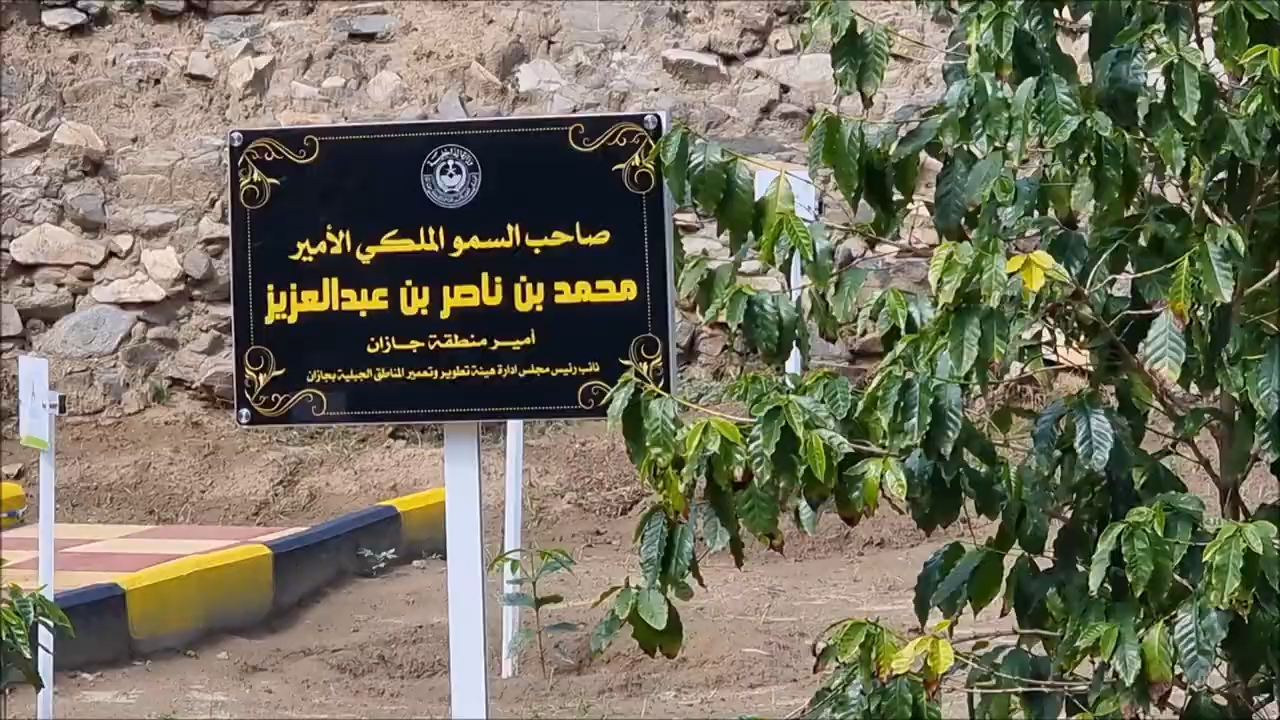 صاحب السمو الملكي الأمير
محمد بن ناصر بن عبدالعزيز
أمير منطقة جازان
نائب رئيس مجلس ادارة هيئة تطوير وتعمير المناطق الجبلية بجازان